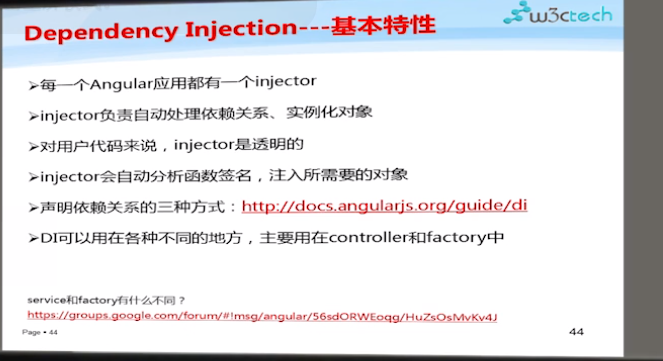 Dependency Injection---基本特性
w3ctech
➢每一个Angular应用都有一个injector
➢injector负责自动处理依赖关系、实例化对象
➢对用户代码来说，injector是透明的
➢injector会自动分析函数签名，注入所需要的对象
➢声明依赖关系的三种方式：http://docs.angularjs.org/guide/di
➢DI可以用在各种不同的地方，主要用在controller和factory中
service和factory有什么不同？
https://groups.google.com/forum/#!msg/angular/56sdORWEoqg/HuZsOsMvKv4J
Page ▪ 44
44